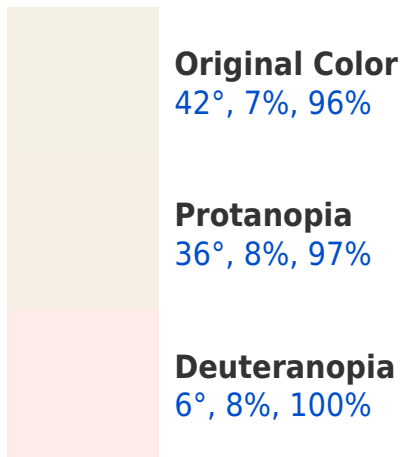 Original Color
42°, 7%, 96%
Protanopia
36°, 8%, 97%
Deuteranopia
6°, 8%, 100%